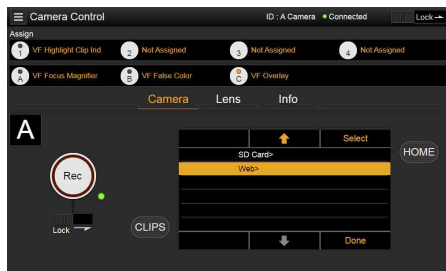 Camera Control
ID : A Camera
Connected
Lock
Assign
1 VF Highlight Clip Ind
2 Not Assigned
3 Not Assigned
4 Not Assigned
A VF Focus Magnifier
B VF False Color
C VF Overlay
Camera Lens Info
A
Select
SD Card>
HOME
Web>
Rec
CLIPS
Lock
Done